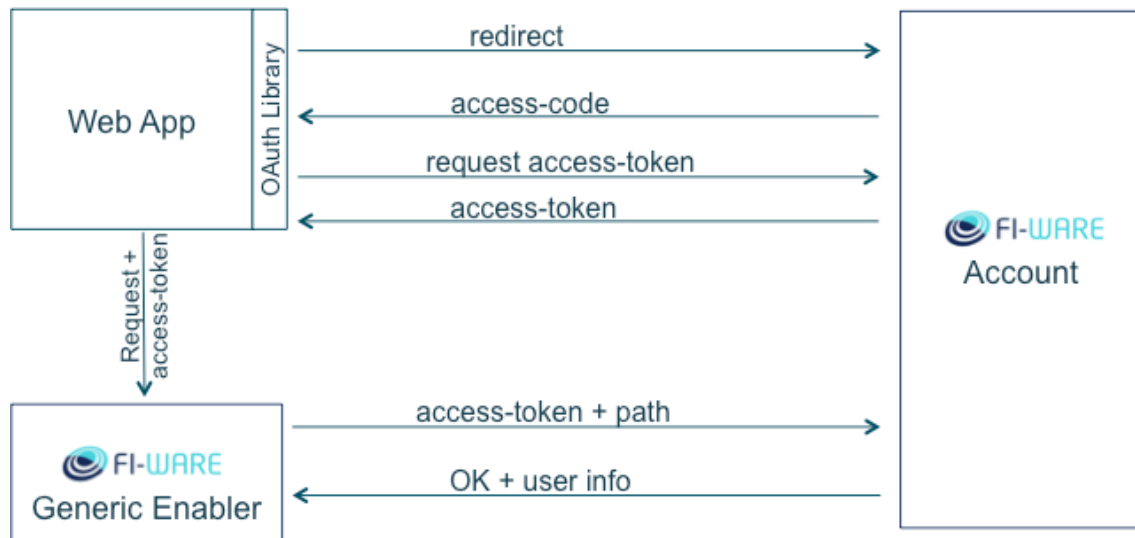 redirect
Web App
OAuth Library
access-code
request access-token
access-token
FI-WARE
Account
Request +
access-token
access-token + path
FI-WARE
Generic Enabler
OK + user info